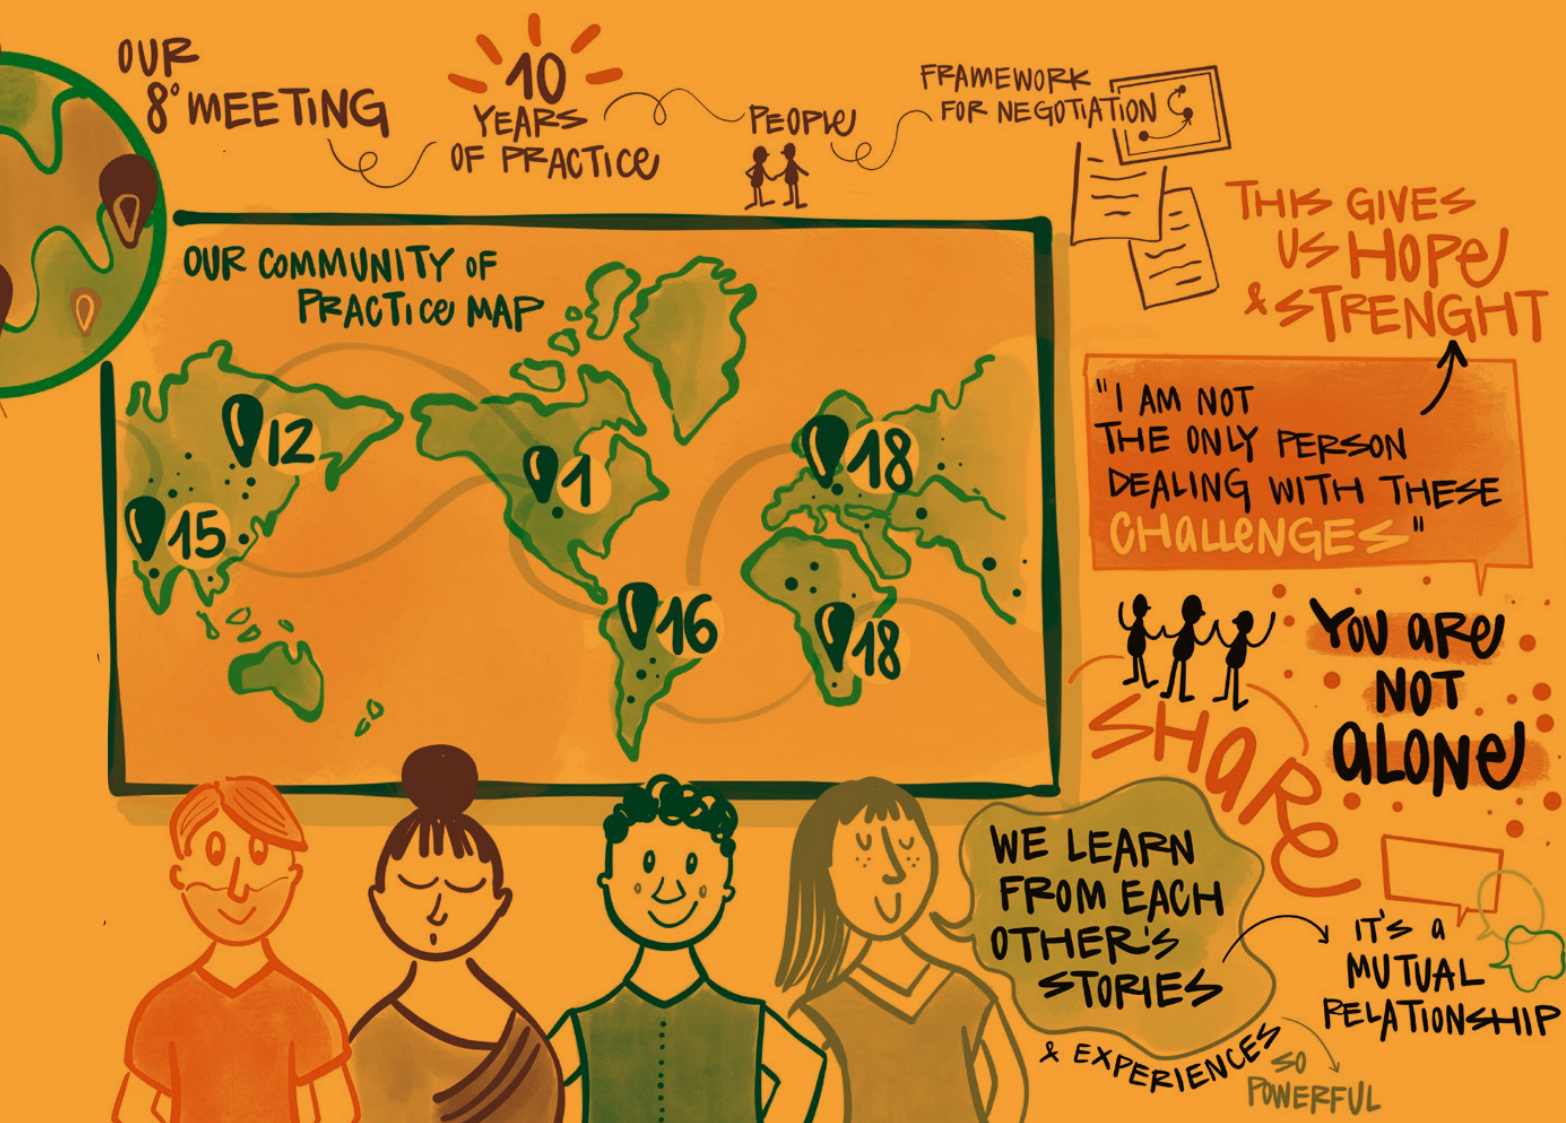 OUR
8° MEETING
10
YEARS
OF PRACTICE
PEOPLE
FRAMEWORK
FOR NEGOTIATION
THIS GIVES
US HOPE
& STRENGHT
OUR COMMUNITY OF
PRACTICE MAP
12
15
1
18
16
18
"I AM NOT
THE ONLY PERSON
DEALING WITH THESE
CHALLENGES"
YOU ARE
NOT
ALONE
SHARE
WE LEARN
FROM EACH
OTHER'S
STORIES
& EXPERIENCES
IT'S A
MUTUAL
RELATIONSHIP
SO
POWERFUL